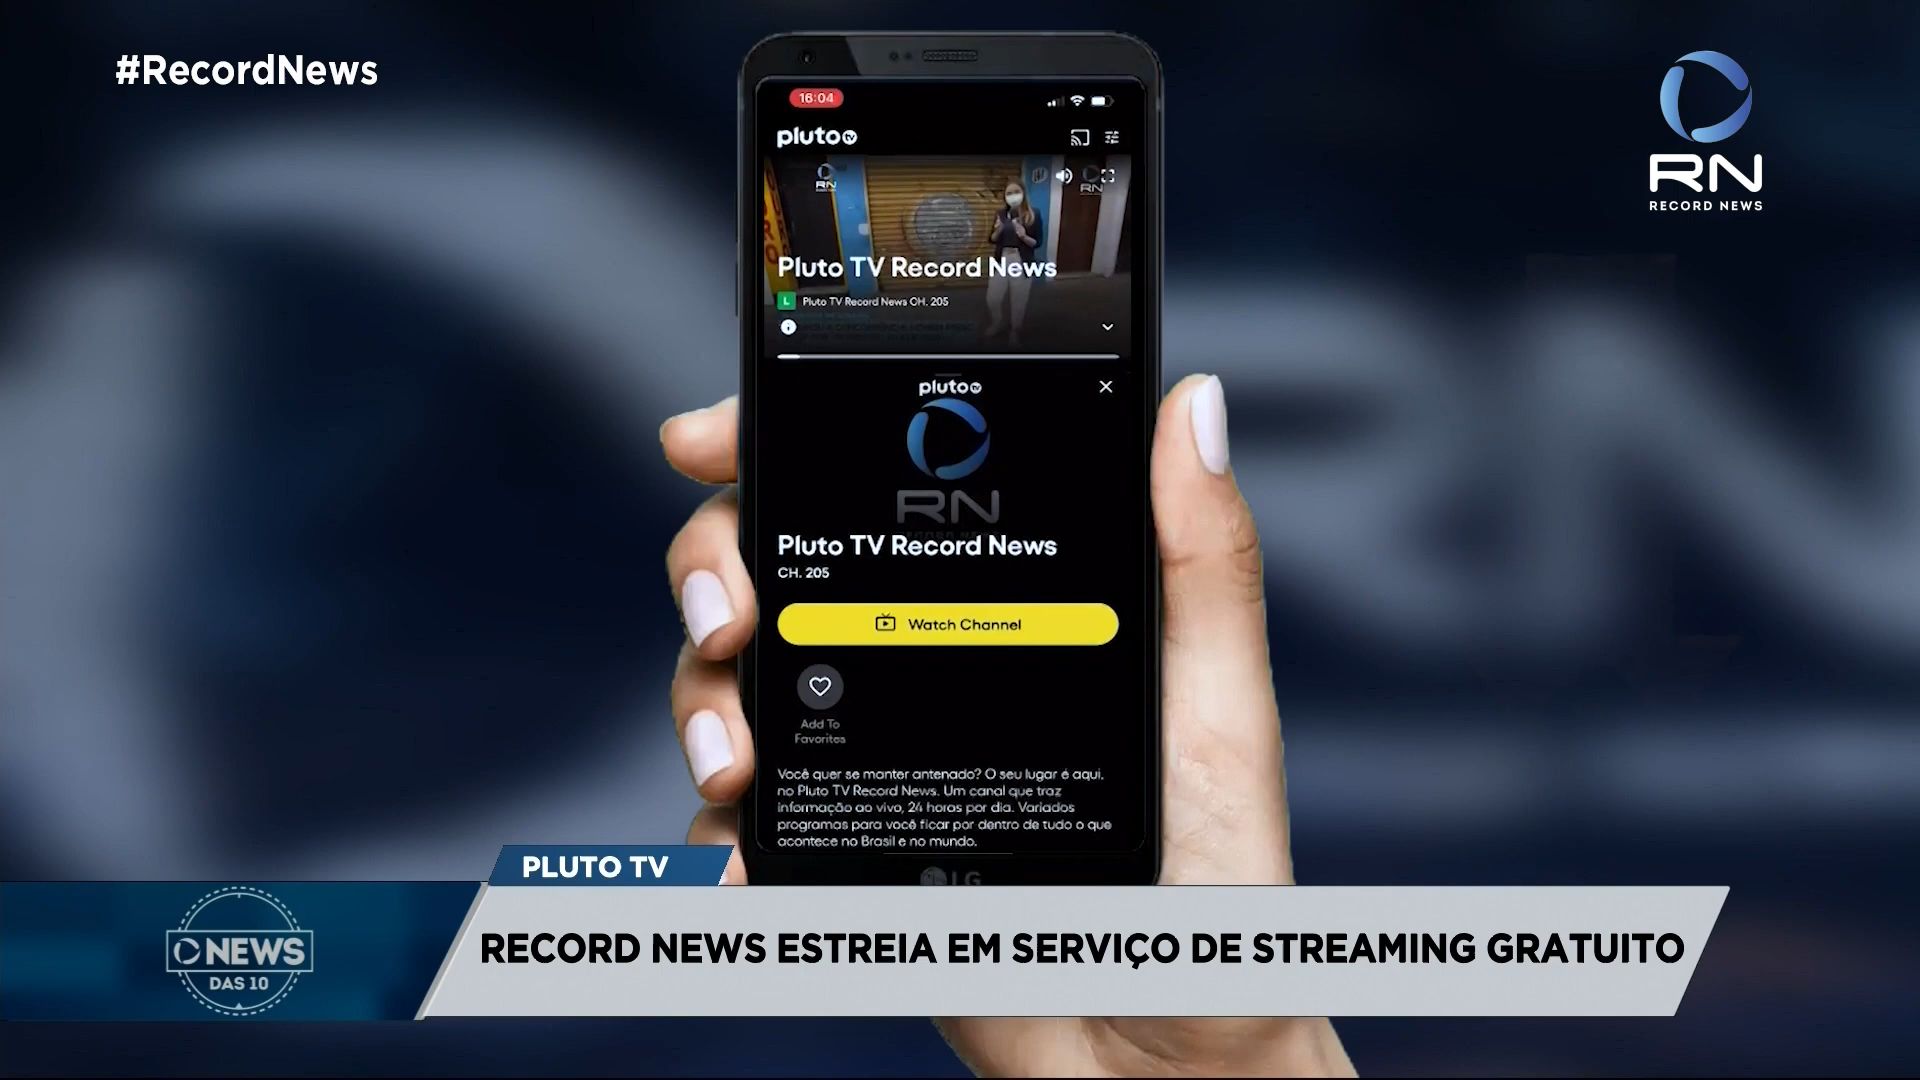 #RecordNews
RN
RECORD NEWS
16:04
pluto tv
RN
RN
Pluto TV Record News
L Pluto TV Record News CH. 205
pluto tv
RN
Pluto TV Record News
CH. 205
Watch Channel
Add To
Favorites
Você quer se manter antenado? O seu lugar é aqui,
no Pluto TV Record News. Um canal que traz
informação ao vivo, 24 horas por dia. Variados
programas para você ficar por dentro de tudo o que
acontece no Brasil e no mundo.
LG
PLUTO TV
RECORD NEWS ESTREIA EM SERVIÇO DE STREAMING GRATUITO
NEWS
DAS 10